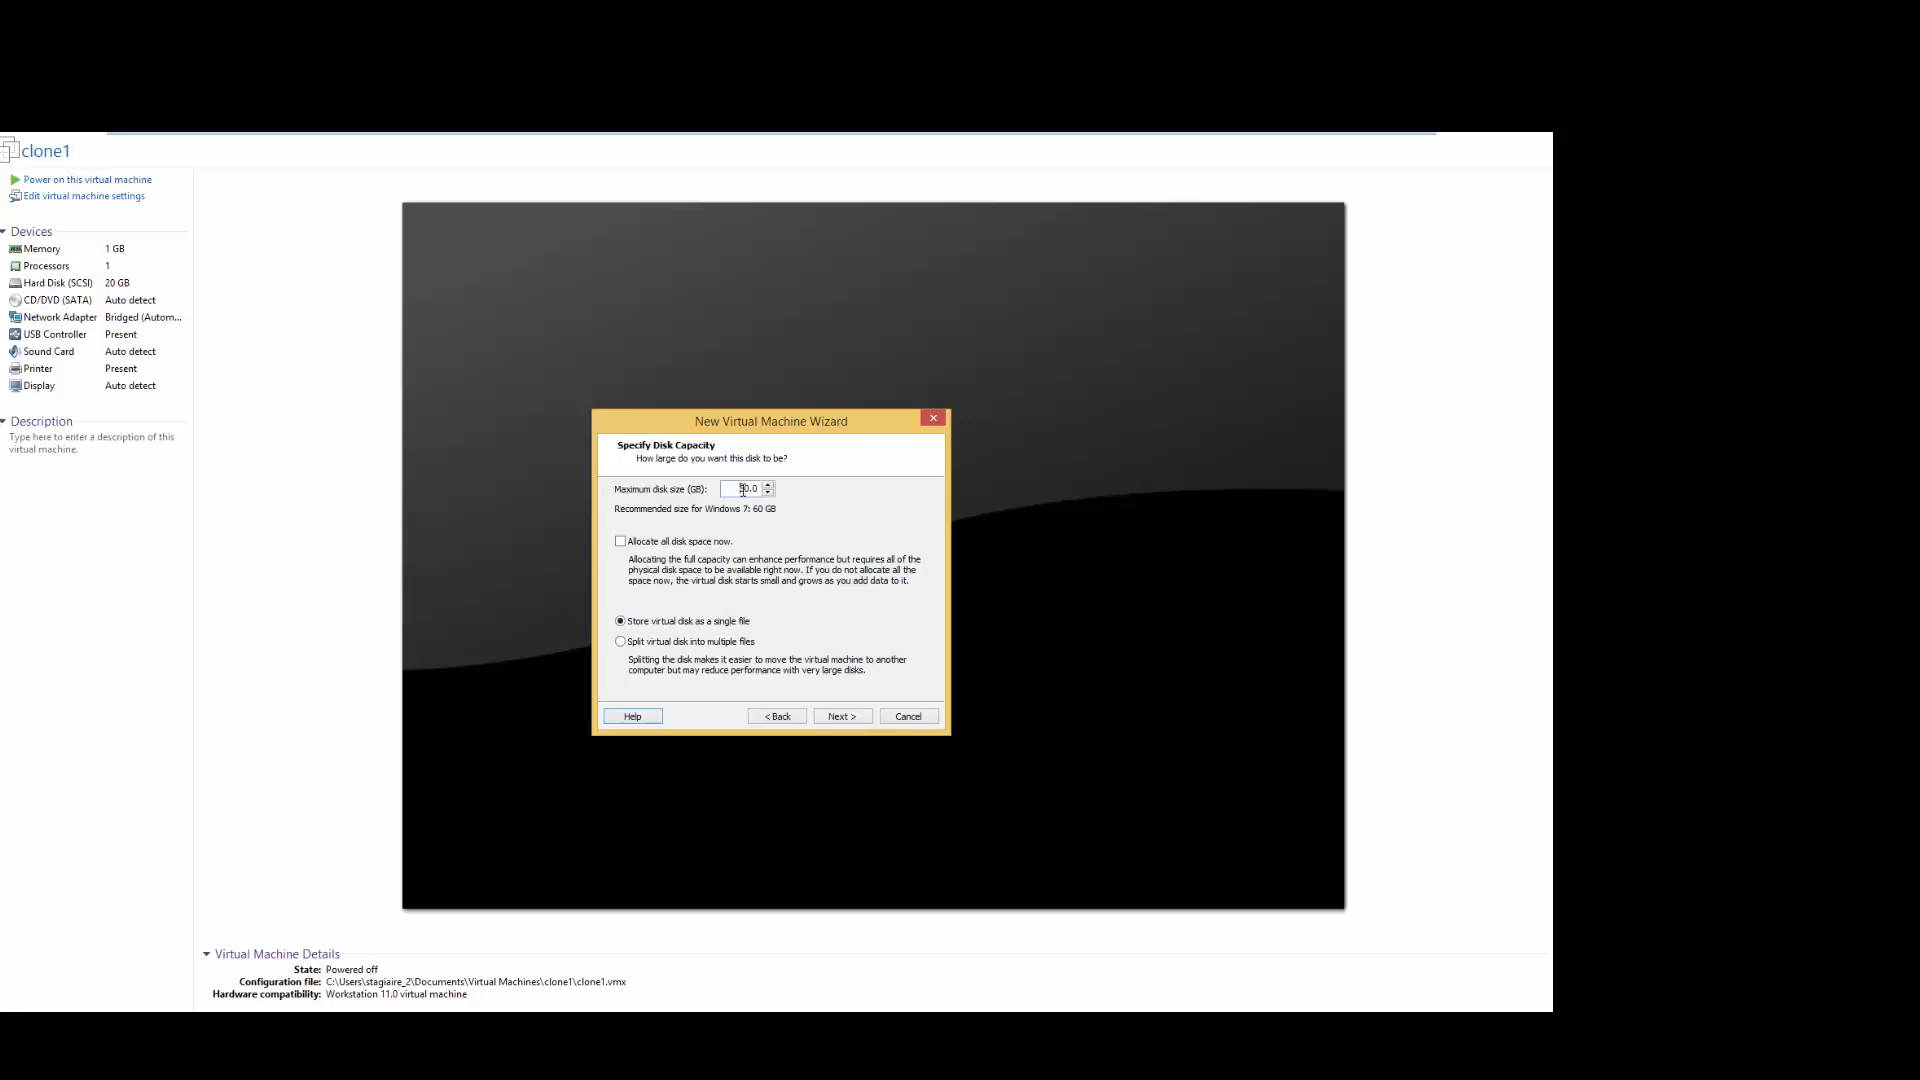 clone1
Power on this virtual machine
Edit virtual machine settings
Devices
Memory 1 GB
Processors 1
Hard Disk (SCSI) 20 GB
CD/DVD (SATA) Auto detect
Network Adapter Bridged (Autom...
USB Controller Present
Sound Card Auto detect
Printer Present
Display Auto detect
Description
Type here to enter a description of this
virtual machine.
New Virtual Machine Wizard
Specify Disk Capacity
How large do you want this disk to be?
Maximum disk size (GB):
Recommended size for Windows 7: 60 GB
Allocate all disk space now.
Allocating the full capacity can enhance performance but requires all of the
physical disk space to be available right now. If you do not allocate all the
space now, the virtual disk starts small and grows as you add data to it.
Store virtual disk as a single file
Split virtual disk into multiple files
Splitting the disk makes it easier to move the virtual machine to another
computer but may reduce performance with very large disks.
Help
< Back
Next >
Cancel
Virtual Machine Details
State: Powered off
Configuration file: C:\Users\stagiaire_2\Documents\Virtual Machines\clone1\clone1.vmx
Hardware compatibility: Workstation 11.0 virtual machine